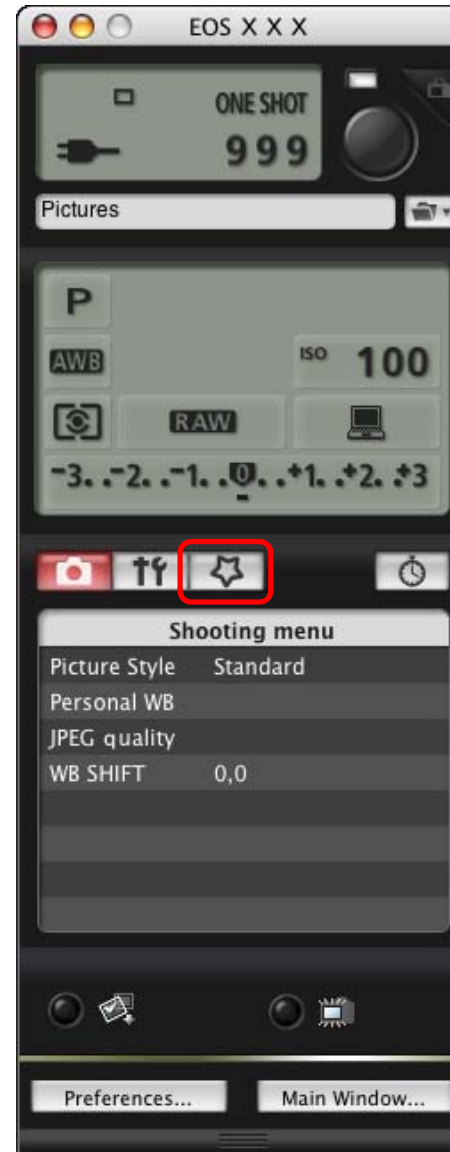 EOS X X X
ONE SHOT
999
Pictures
P
AWB
ISO 100
RAW
-3. .-2. .-1. .0. .+1. .+2. .+3
Shooting menu
Picture Style Standard
Personal WB
JPEG quality
WB SHIFT 0,0
Preferences... Main Window...